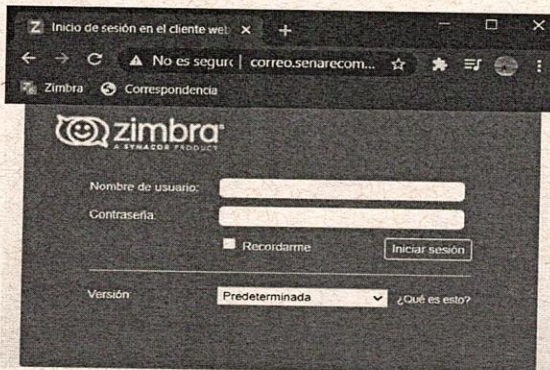 Z Inicio de sesión en el cliente web × +
No es seguro | correo.senarecom...
Zimbra Correspondencia
zimbra
A SYNACOR PRODUCT
Nombre de usuario:
Contraseña:
Recordarme Iniciar sesión
Versión: Predeterminada ¿Qué es esto?